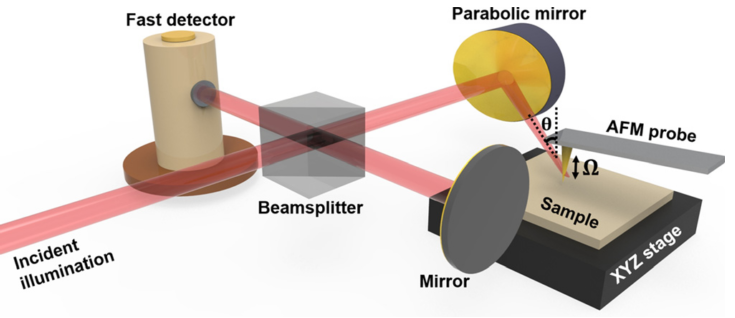 Fast detector
Parabolic mirror
θ
AFM probe
Ω
Beamsplitter
Sample
Incident
illumination
XYZ stage
Mirror